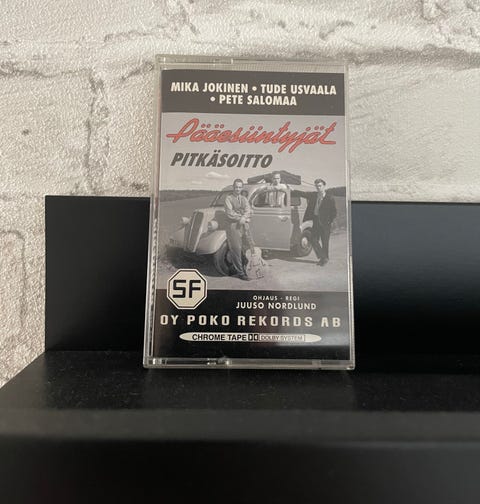 MIKA JOKINEN • TUDE USVAALA
• PETE SALOMAA
Pääesiintyjät
PITKÄSOITTO
SF
OHJAUS - REGI
JUUSO NORDLUND
OY POKO REKORDS AB
CHROME TAPE DOLBY SYSTEM